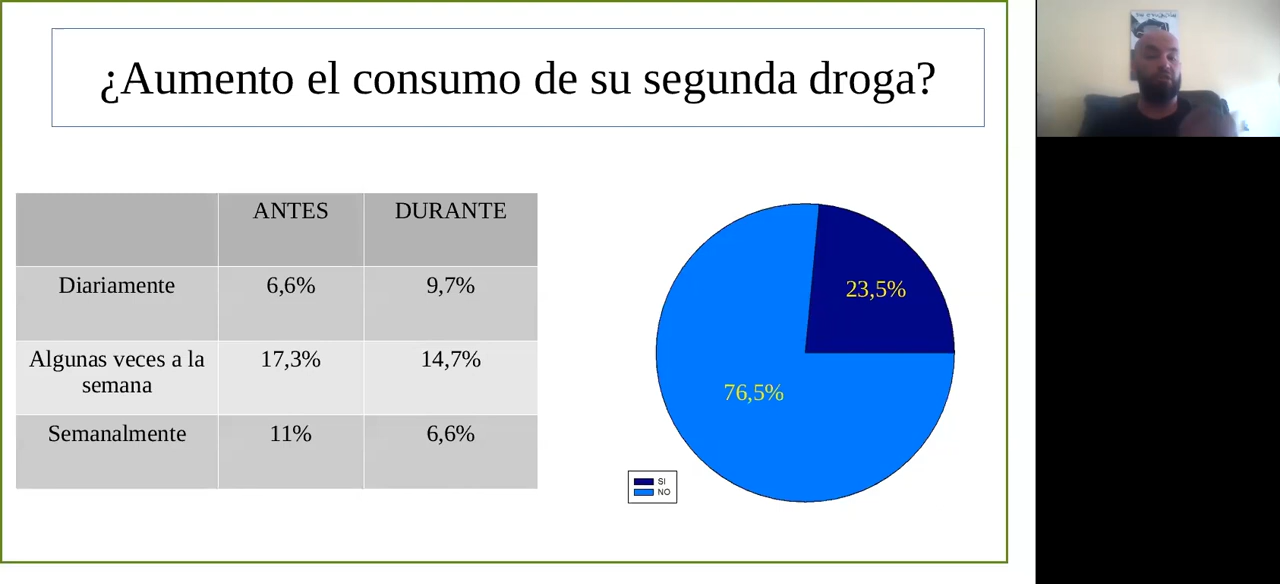 ¿Aumento el consumo de su segunda droga?
ANTES
DURANTE
Diariamente
6,6%
9,7%
Algunas veces a la
semana
17,3%
14,7%
Semanalmente
11%
6,6%
23,5%
76,5%
SI
NO